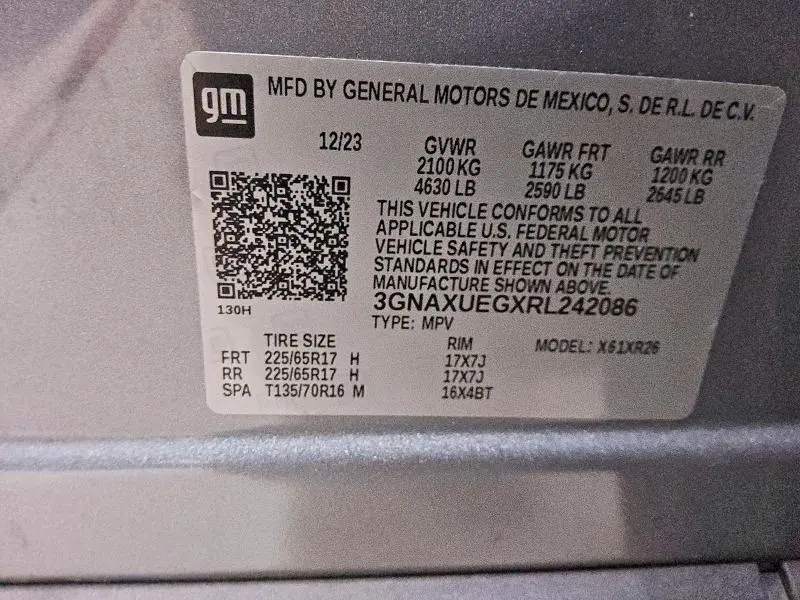 gm
MFD BY GENERAL MOTORS DE MEXICO, S. DE R.L. DE C.V.
12/23 GVWR GAWR FRT GAWR RR
2100 KG 1175 KG 1200 KG
4630 LB 2590 LB 2645 LB
THIS VEHICLE CONFORMS TO ALL
APPLICABLE U.S. FEDERAL MOTOR
VEHICLE SAFETY AND THEFT PREVENTION
STANDARDS IN EFFECT ON THE DATE OF
MANUFACTURE SHOWN ABOVE.
3GNAXUEGXRL242086
130H
TYPE: MPV
TIRE SIZE RIM MODEL: X61XR26
FRT 225/65R17 H 17X7J
RR 225/65R17 H 17X7J
SPA T135/70R16 M 16X4BT